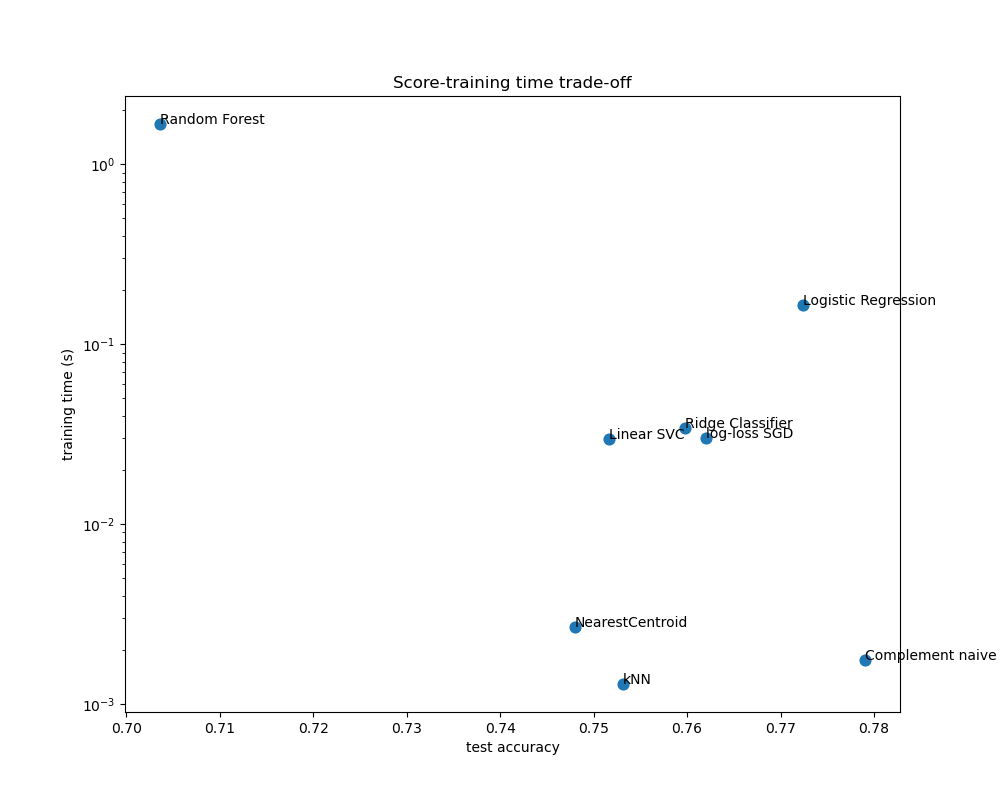 Score-training time trade-off
Random Forest
10⁰
Logistic Regression
10⁻¹
training time (s)
Ridge Classifier
Linear SVC
log-loss SGD
10⁻²
NearestCentroid
Complement naive
kNN
10⁻³
0.70 0.71 0.72 0.73 0.74 0.75 0.76 0.77 0.78
test accuracy